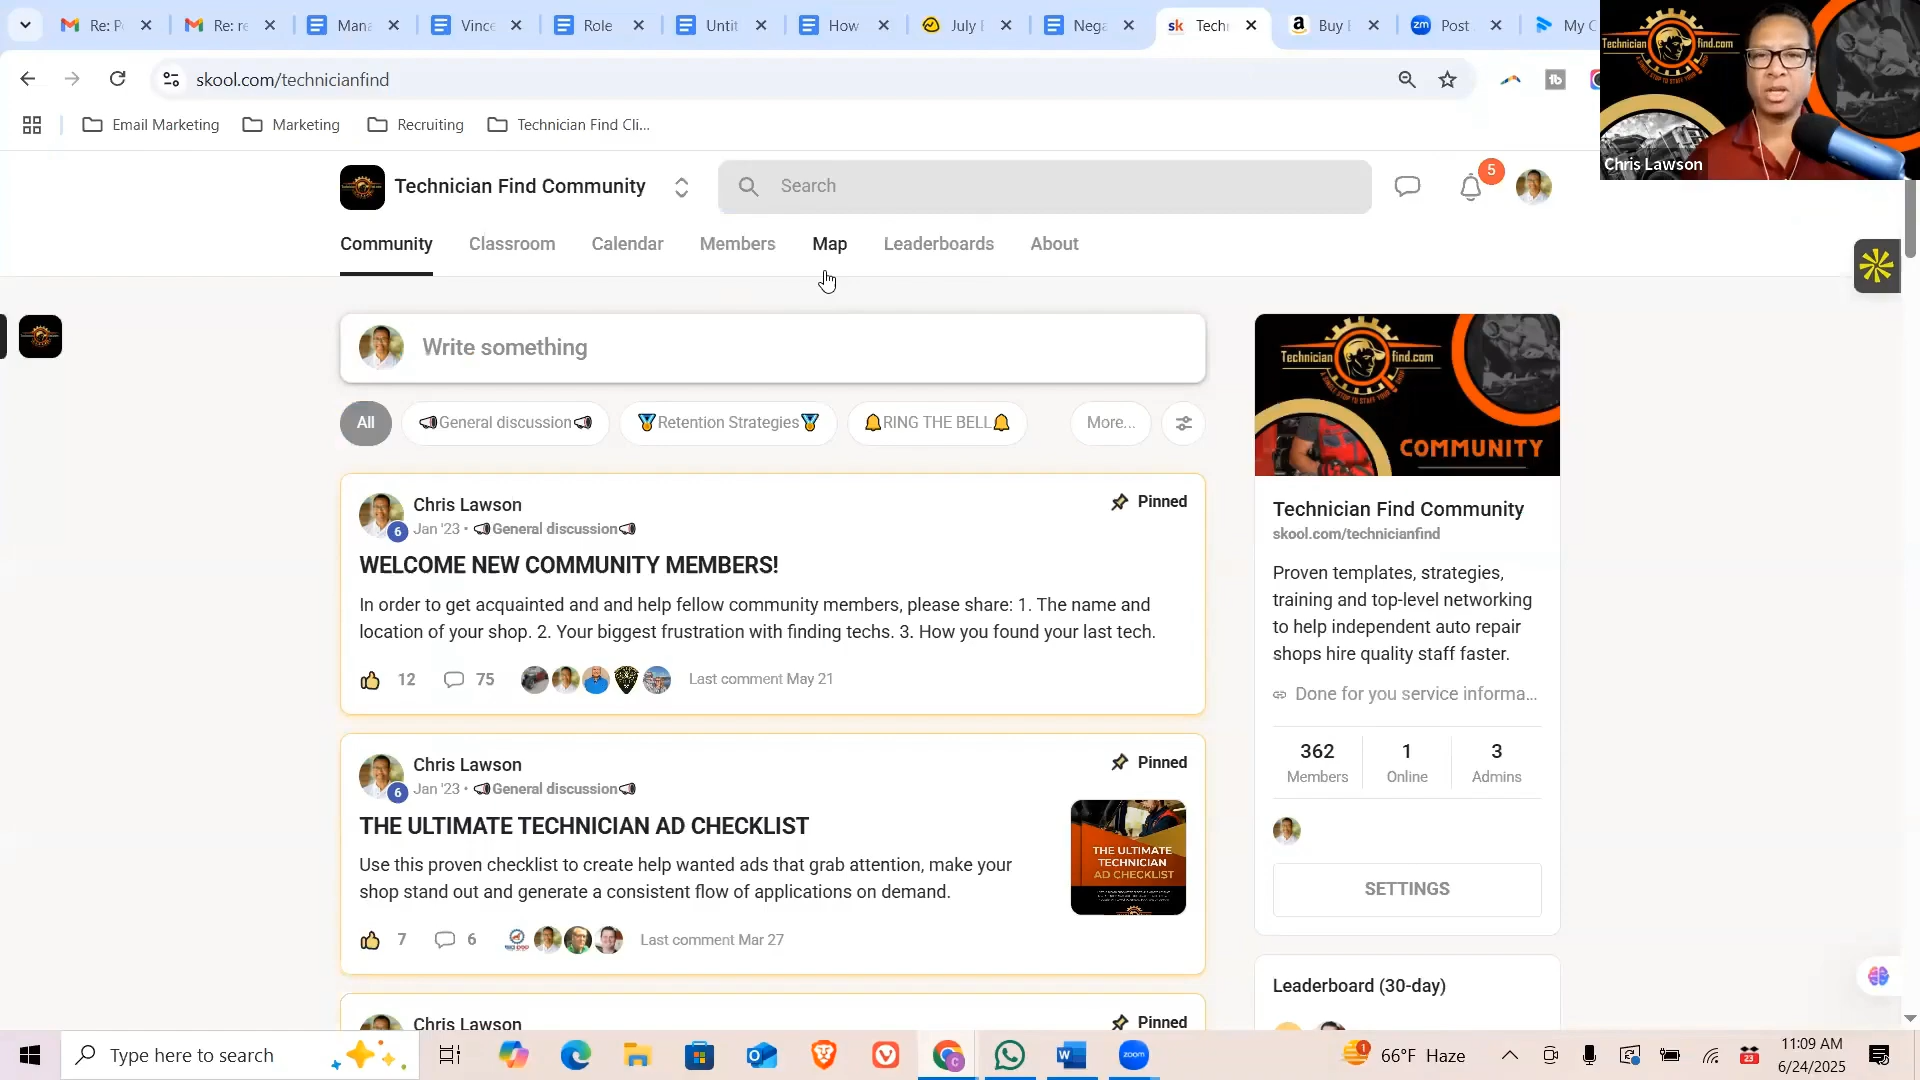 Re: P
Re: re
Mana
Vince
Role
Untit
How
July
Nega
sk Tech
Buy
zm Post
My C
skool.com/technicianfind
Email Marketing
Marketing
Recruiting
Technician Find Cli...
Technicianfind.com
Chris Lawson
Technician Find Community
Search
5
Community
Classroom
Calendar
Members
Map
Leaderboards
About
Write something
All
📣General discussion📣
🏅Retention Strategies🏅
🔔RING THE BELL🔔
More...
Chris Lawson
Pinned
6
Jan '23 • 📣General discussion📣
WELCOME NEW COMMUNITY MEMBERS!
In order to get acquainted and and help fellow community members, please share: 1. The name and
location of your shop. 2. Your biggest frustration with finding techs. 3. How you found your last tech.
12
75
Last comment May 21
Chris Lawson
Pinned
6
Jan '23 • 📣General discussion📣
THE ULTIMATE TECHNICIAN AD CHECKLIST
Use this proven checklist to create help wanted ads that grab attention, make your
shop stand out and generate a consistent flow of applications on demand.
THE ULTIMATE
TECHNICIAN
AD CHECKLIST
7
6
Last comment Mar 27
Chris Lawson
Pinned
Technician find.com
COMMUNITY
Technician Find Community
skool.com/technicianfind
Proven templates, strategies,
training and top-level networking
to help independent auto repair
shops hire quality staff faster.
Done for you service informa...
362
Members
1
Online
3
Admins
SETTINGS
Leaderboard (30-day)
Type here to search
zoom
1
66°F Haze
23
11:09 AM
6/24/2025